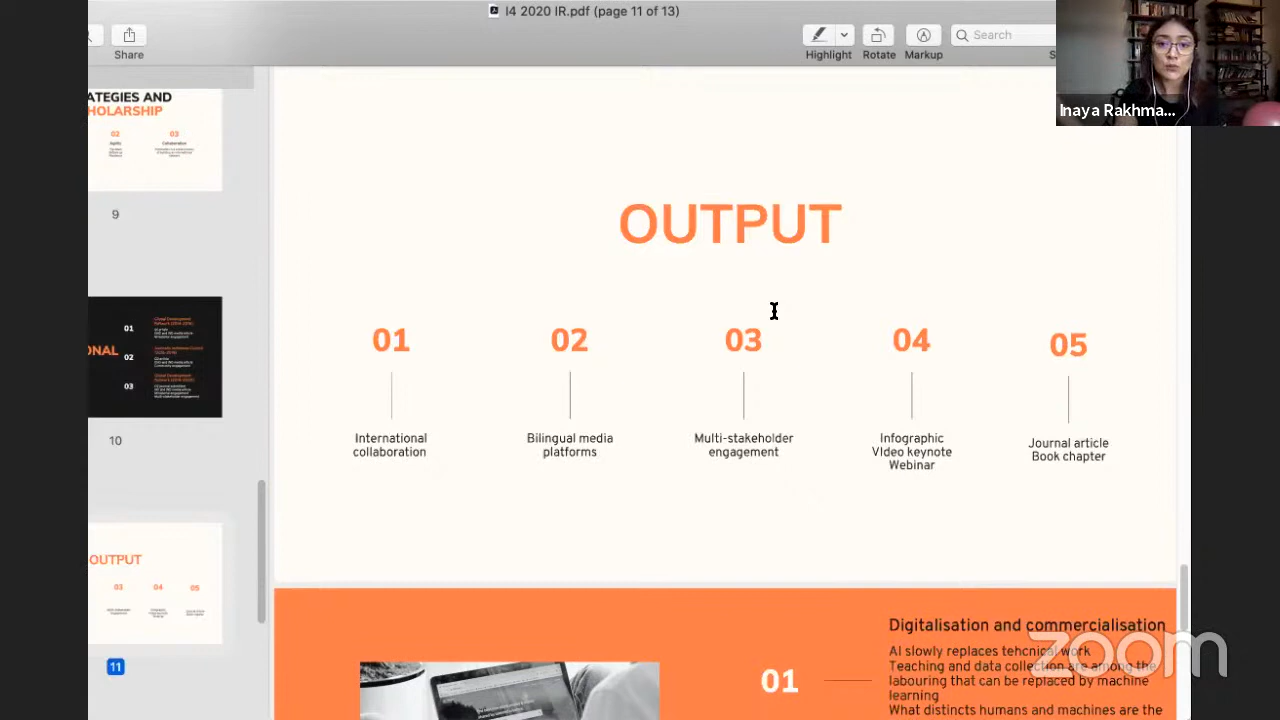 I4 2020 IR.pdf (page 11 of 13)
Share
Highlight
Rotate
Markup
Search
Inaya Rakhma...
ATEGIES AND
HOLARSHIP
02
03
Agility
Collaboration
9
ONAL
01
02
03
10
OUTPUT
03
04
05
11
OUTPUT
01
02
03
04
05
International
collaboration
Bilingual media
platforms
Multi-stakeholder
engagement
Infographic
VIdeo keynote
Webinar
Journal article
Book chapter
01
Digitalisation and commercialisation
AI slowly replaces tehcnical work
Teaching and data collection are among the
labouring that can be replaced by machine
learning
What distincts humans and machines are the
zoom